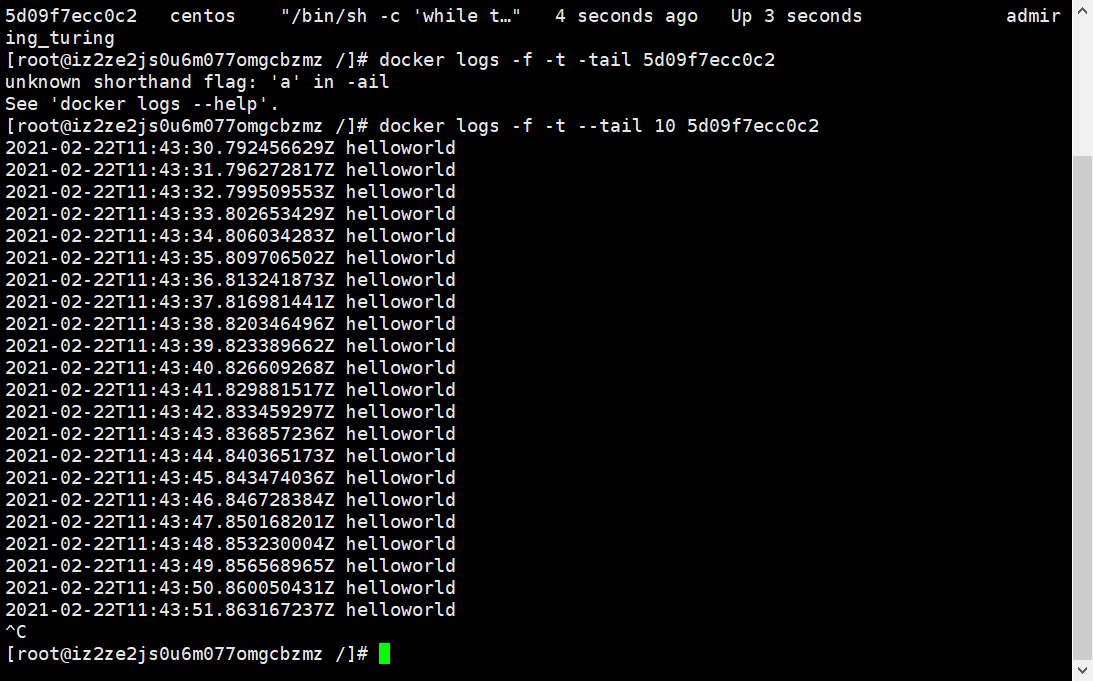 5d09f7ecc0c2   centos    "/bin/sh -c 'while t…"   4 seconds ago   Up 3 seconds             admir
ing_turing
[root@iz2ze2js0u6m077omgcbzmz /]# docker logs -f -t -tail 5d09f7ecc0c2
unknown shorthand flag: 'a' in -ail
See 'docker logs --help'.
[root@iz2ze2js0u6m077omgcbzmz /]# docker logs -f -t --tail 10 5d09f7ecc0c2
2021-02-22T11:43:30.792456629Z helloworld
2021-02-22T11:43:31.796272817Z helloworld
2021-02-22T11:43:32.799509553Z helloworld
2021-02-22T11:43:33.802653429Z helloworld
2021-02-22T11:43:34.806034283Z helloworld
2021-02-22T11:43:35.809706502Z helloworld
2021-02-22T11:43:36.813241873Z helloworld
2021-02-22T11:43:37.816981441Z helloworld
2021-02-22T11:43:38.820346496Z helloworld
2021-02-22T11:43:39.823389662Z helloworld
2021-02-22T11:43:40.826609268Z helloworld
2021-02-22T11:43:41.829881517Z helloworld
2021-02-22T11:43:42.833459297Z helloworld
2021-02-22T11:43:43.836857236Z helloworld
2021-02-22T11:43:44.840365173Z helloworld
2021-02-22T11:43:45.843474036Z helloworld
2021-02-22T11:43:46.846728384Z helloworld
2021-02-22T11:43:47.850168201Z helloworld
2021-02-22T11:43:48.853230004Z helloworld
2021-02-22T11:43:49.856568965Z helloworld
2021-02-22T11:43:50.860050431Z helloworld
2021-02-22T11:43:51.863167237Z helloworld
^C
[root@iz2ze2js0u6m077omgcbzmz /]#